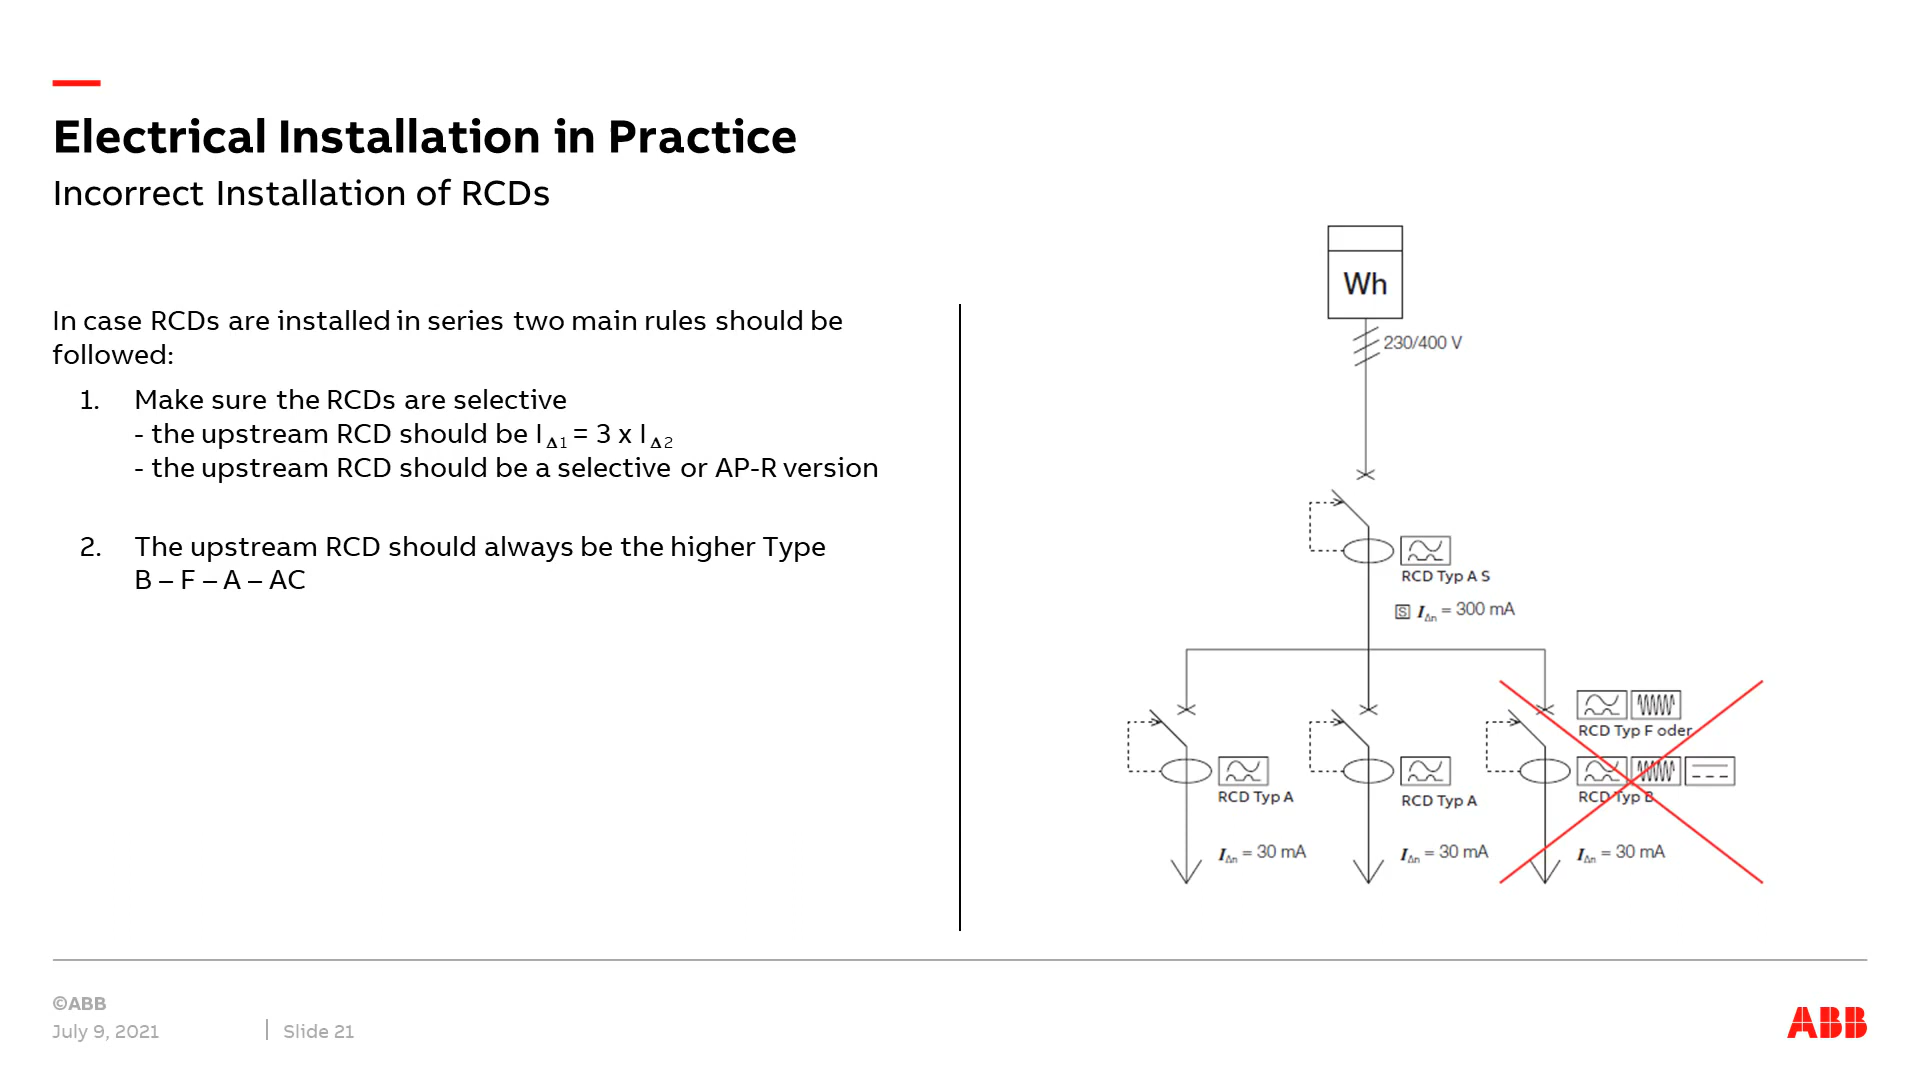 Electrical Installation in Practice
Incorrect Installation of RCDs
In case RCDs are installed in series two main rules should be
followed:
1. Make sure the RCDs are selective
- the upstream RCD should be I Δ1 = 3 x I Δ2
- the upstream RCD should be a selective or AP-R version
2. The upstream RCD should always be the higher Type
B – F – A – AC
Wh
230/400 V
RCD Typ A S
S IΔn = 300 mA
RCD Typ F oder
RCD Typ A
RCD Typ A
RCD Typ B
IΔn = 30 mA
IΔn = 30 mA
IΔn = 30 mA
©ABB
July 9, 2021
Slide 21
ABB